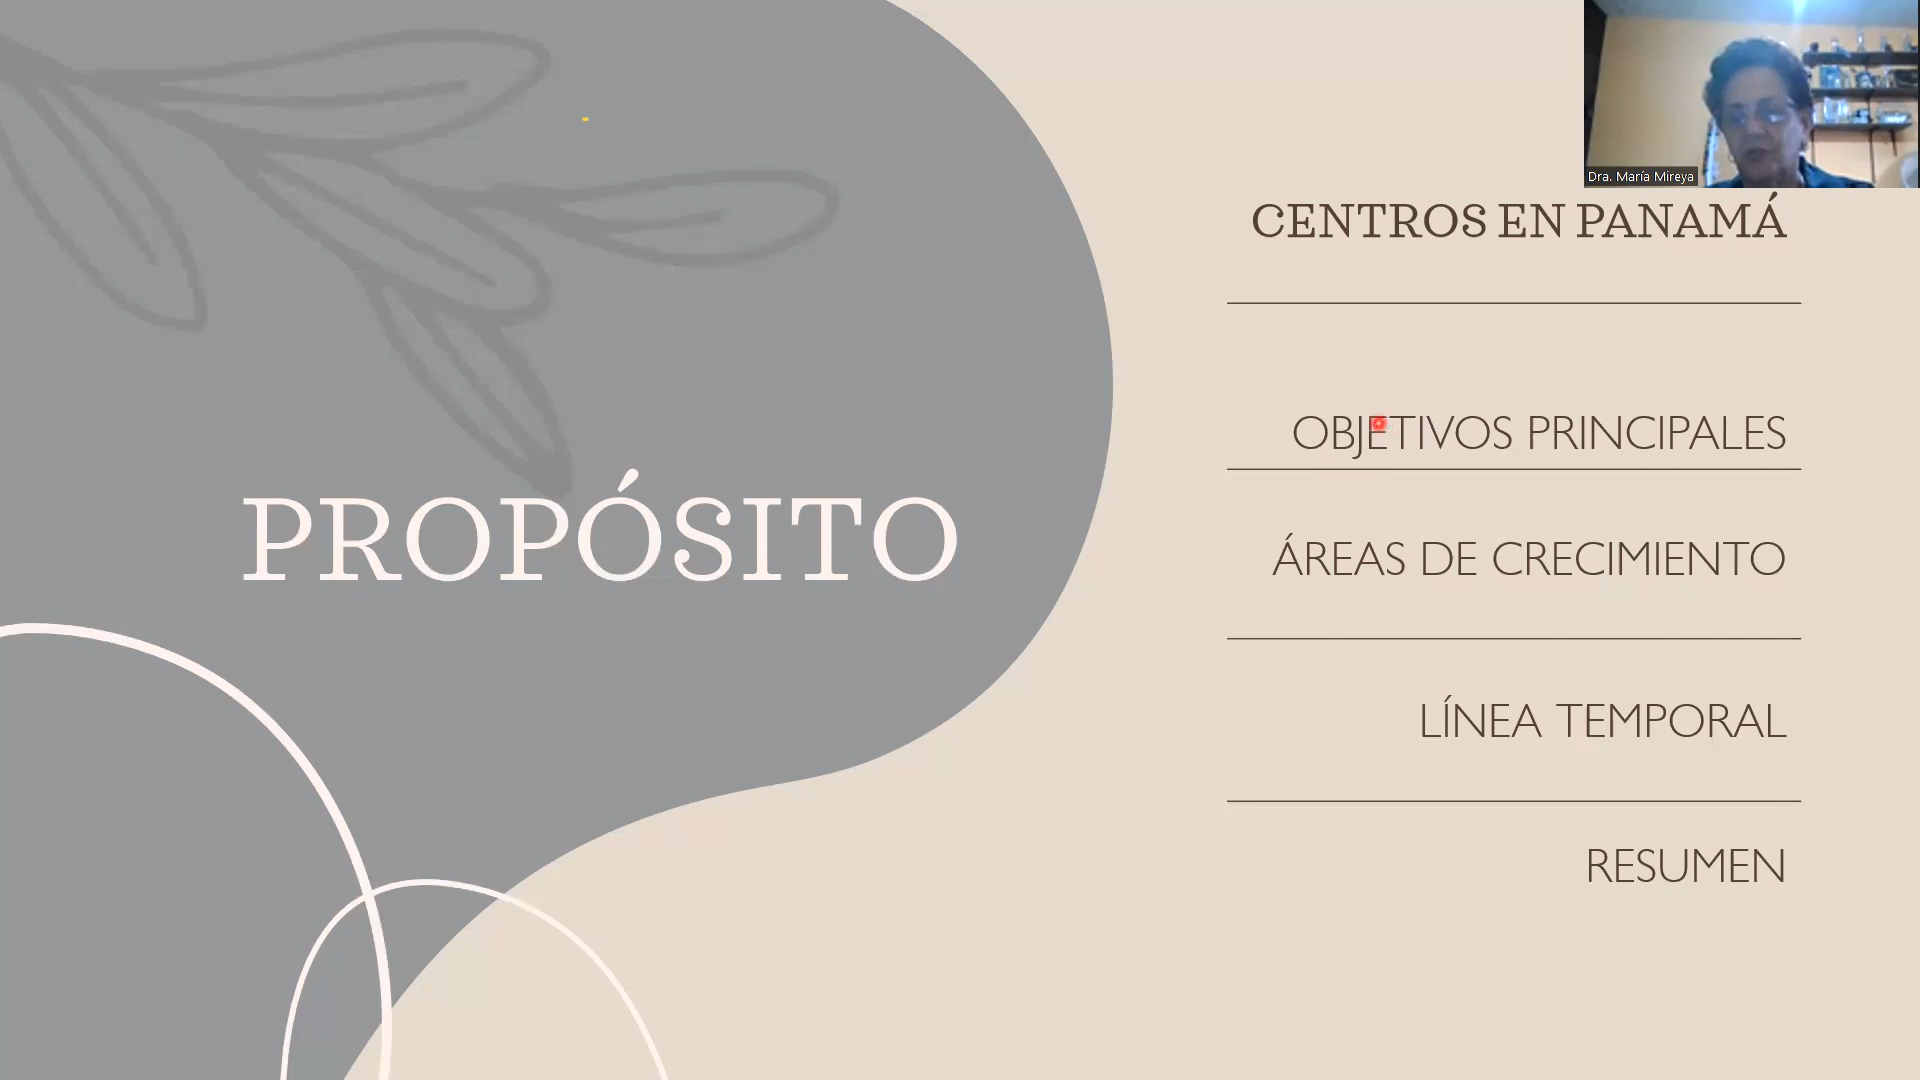 Dra. María Mireya
CENTROS EN PANAMÁ
OBJETIVOS PRINCIPALES
PROPÓSITO
ÁREAS DE CRECIMIENTO
LÍNEA TEMPORAL
RESUMEN